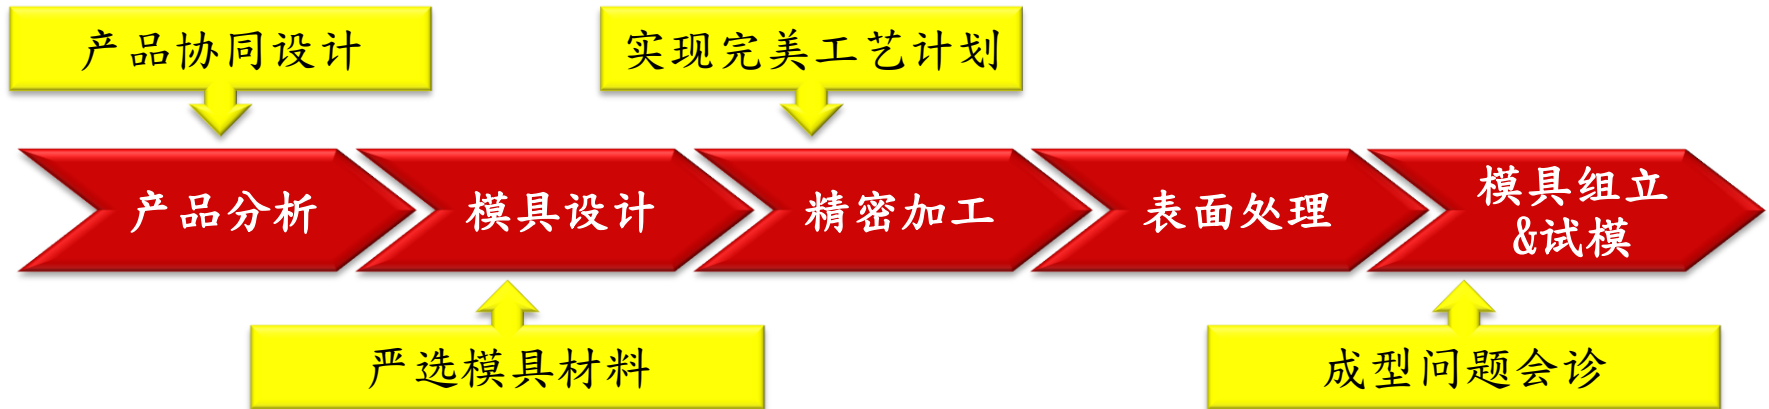 产品协同设计
实现完美工艺计划
产品分析
模具设计
精密加工
表面处理
模具组立
&试模
严选模具材料
成型问题会诊